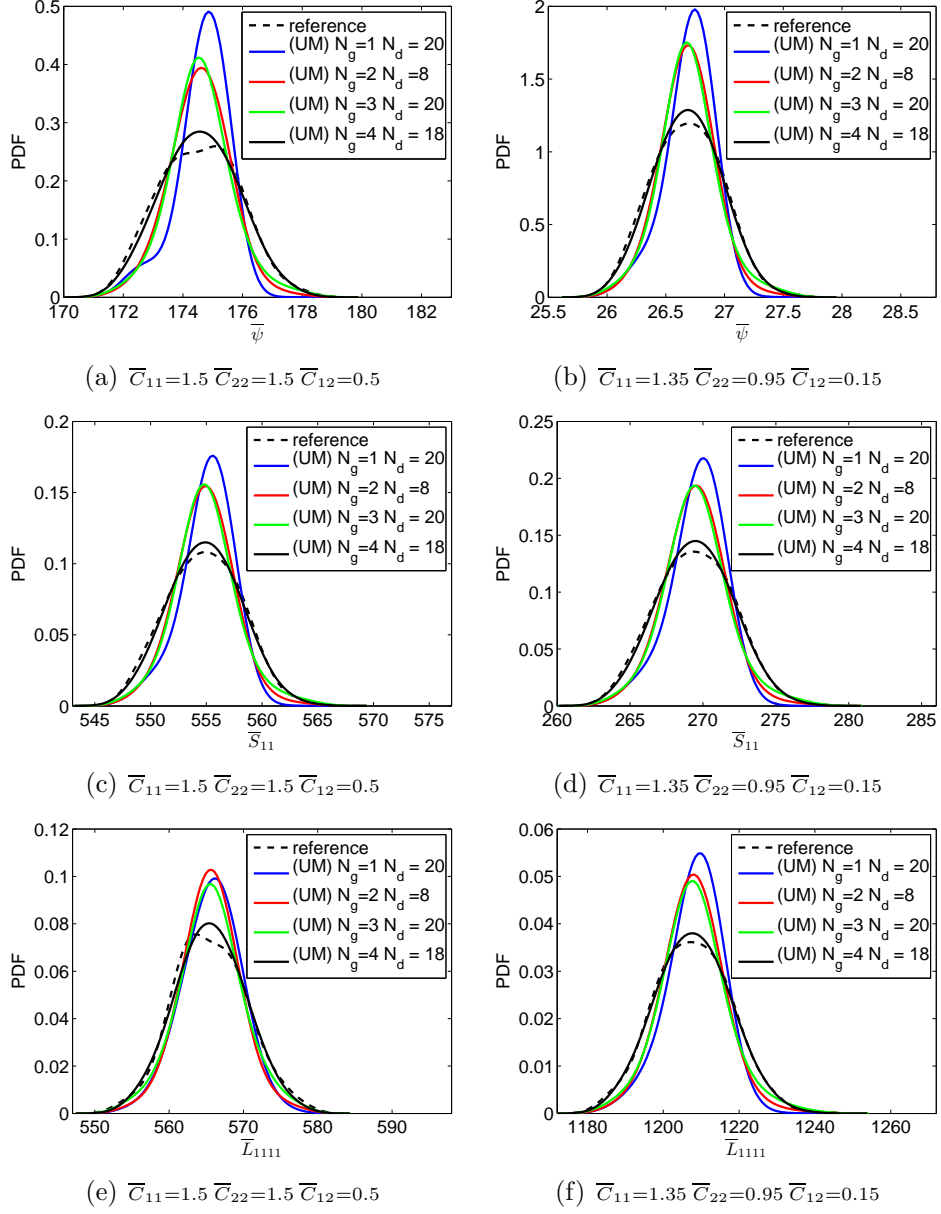 0.5
0.4
0.3
0.2
0.1
0
PDF
170 172 174 176 178 180 182
ψ̅
reference
(UM) N_g=1 N_d = 20
(UM) N_g=2 N_d =8
(UM) N_g=3 N_d = 20
(UM) N_g=4 N_d = 18
(a) C̅₁₁=1.5 C̅₂₂=1.5 C̅₁₂=0.5
2
1.5
1
0.5
0
PDF
25.5 26 26.5 27 27.5 28 28.5
ψ̅
reference
(UM) N_g=1 N_d = 20
(UM) N_g=2 N_d =8
(UM) N_g=3 N_d = 20
(UM) N_g=4 N_d = 18
(b) C̅₁₁=1.35 C̅₂₂=0.95 C̅₁₂=0.15
0.2
0.15
0.1
0.05
0
PDF
545 550 555 560 565 570 575
S̅₁₁
reference
(UM) N_g=1 N_d = 20
(UM) N_g=2 N_d =8
(UM) N_g=3 N_d = 20
(UM) N_g=4 N_d = 18
(c) C̅₁₁=1.5 C̅₂₂=1.5 C̅₁₂=0.5
0.25
0.2
0.15
0.1
0.05
0
PDF
260 265 270 275 280 285
S̅₁₁
reference
(UM) N_g=1 N_d = 20
(UM) N_g=2 N_d =8
(UM) N_g=3 N_d = 20
(UM) N_g=4 N_d = 18
(d) C̅₁₁=1.35 C̅₂₂=0.95 C̅₁₂=0.15
0.12
0.1
0.08
0.06
0.04
0.02
0
PDF
550 560 570 580 590
L̅₁₁₁₁
reference
(UM) N_g=1 N_d = 20
(UM) N_g=2 N_d =8
(UM) N_g=3 N_d = 20
(UM) N_g=4 N_d = 18
(e) C̅₁₁=1.5 C̅₂₂=1.5 C̅₁₂=0.5
0.06
0.05
0.04
0.03
0.02
0.01
0
PDF
1180 1200 1220 1240 1260
L̅₁₁₁₁
reference
(UM) N_g=1 N_d = 20
(UM) N_g=2 N_d =8
(UM) N_g=3 N_d = 20
(UM) N_g=4 N_d = 18
(f) C̅₁₁=1.35 C̅₂₂=0.95 C̅₁₂=0.15